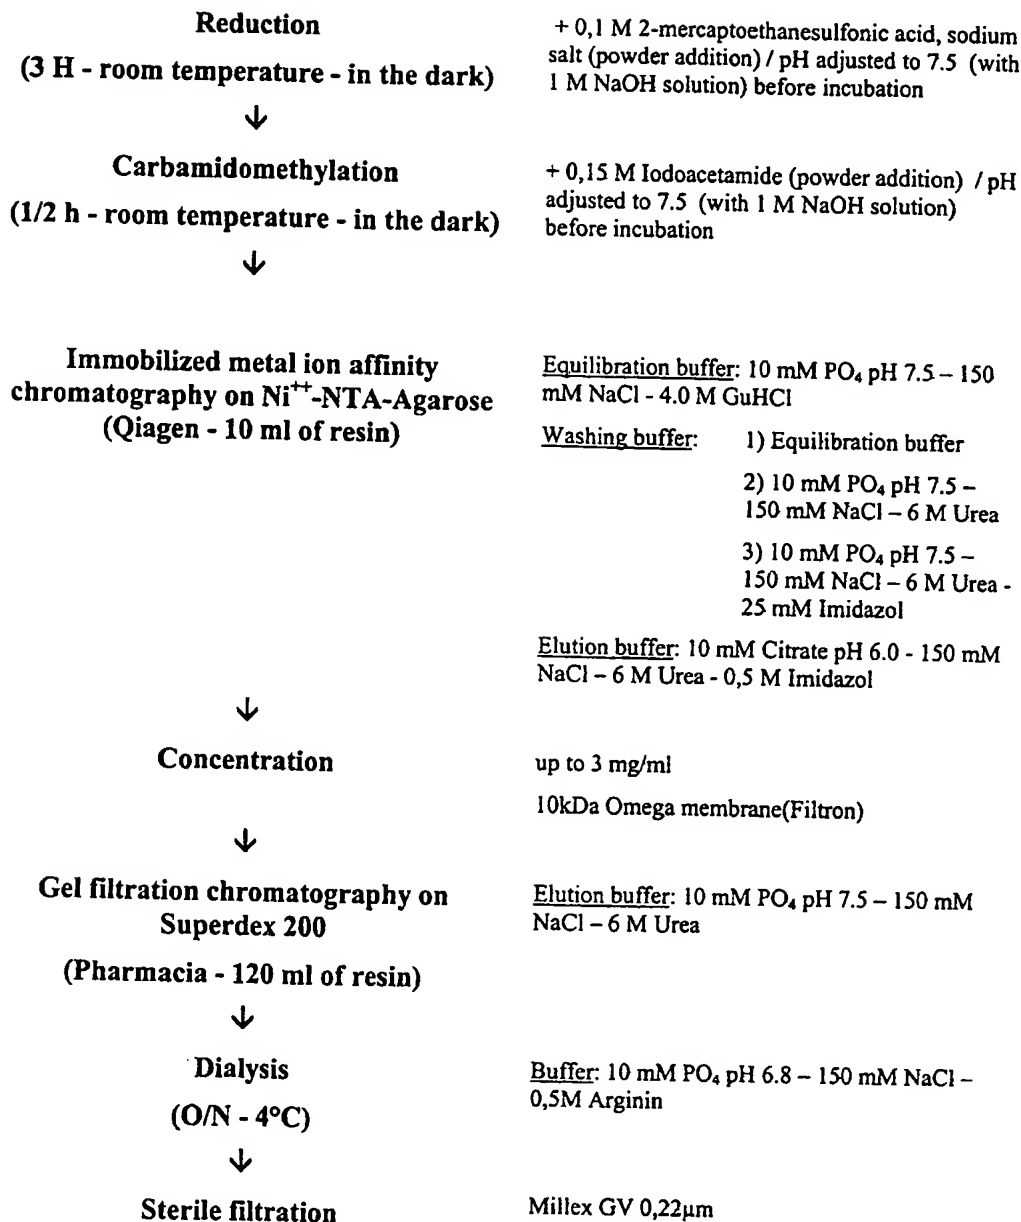 Reduction
(3 H - room temperature - in the dark)
+ 0,1 M 2-mercaptoethanesulfonic acid, sodium
salt (powder addition) / pH adjusted to 7.5 (with
1 M NaOH solution) before incubation
↓
Carbamidomethylation
(1/2 h - room temperature - in the dark)
+ 0,15 M Iodoacetamide (powder addition) / pH
adjusted to 7.5 (with 1 M NaOH solution)
before incubation
↓
Immobilized metal ion affinity
chromatography on Ni⁺⁺-NTA-Agarose
(Qiagen - 10 ml of resin)
Equilibration buffer: 10 mM PO₄ pH 7.5 – 150
mM NaCl - 4.0 M GuHCl
Washing buffer: 1) Equilibration buffer
2) 10 mM PO₄ pH 7.5 –
150 mM NaCl – 6 M Urea
3) 10 mM PO₄ pH 7.5 –
150 mM NaCl – 6 M Urea -
25 mM Imidazol
Elution buffer: 10 mM Citrate pH 6.0 - 150 mM
NaCl – 6 M Urea - 0,5 M Imidazol
↓
Concentration
up to 3 mg/ml
10kDa Omega membrane(Filtron)
↓
Gel filtration chromatography on
Superdex 200
(Pharmacia - 120 ml of resin)
Elution buffer: 10 mM PO₄ pH 7.5 – 150 mM
NaCl – 6 M Urea
↓
Dialysis
(O/N - 4°C)
Buffer: 10 mM PO₄ pH 6.8 – 150 mM NaCl –
0,5M Arginin
↓
Sterile filtration
Millex GV 0,22µm